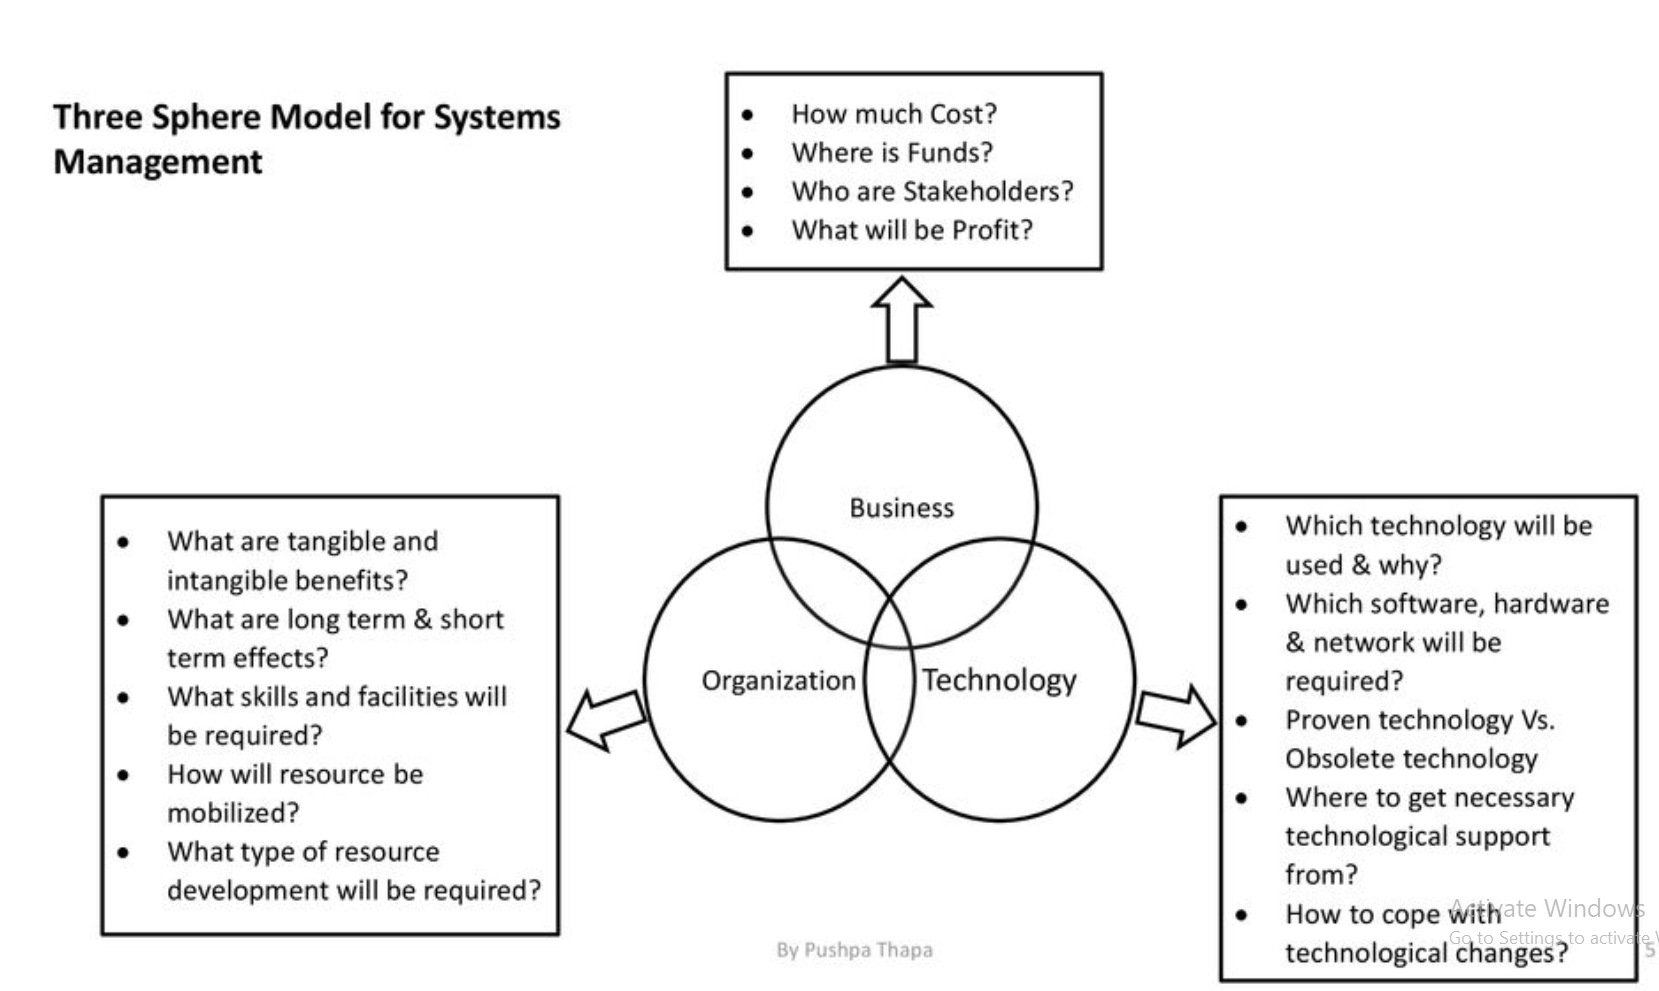 Three Sphere Model for Systems
Management
• How much Cost?
• Where is Funds?
• Who are Stakeholders?
• What will be Profit?
Business
Organization
Technology
• What are tangible and
intangible benefits?
• What are long term & short
term effects?
• What skills and facilities will
be required?
• How will resource be
mobilized?
• What type of resource
development will be required?
• Which technology will be
used & why?
• Which software, hardware
& network will be
required?
• Proven technology Vs.
Obsolete technology
• Where to get necessary
technological support
from?
• How to cope with
technological changes?
Activate Windows
Go to Settings to activate
By Pushpa Thapa
5